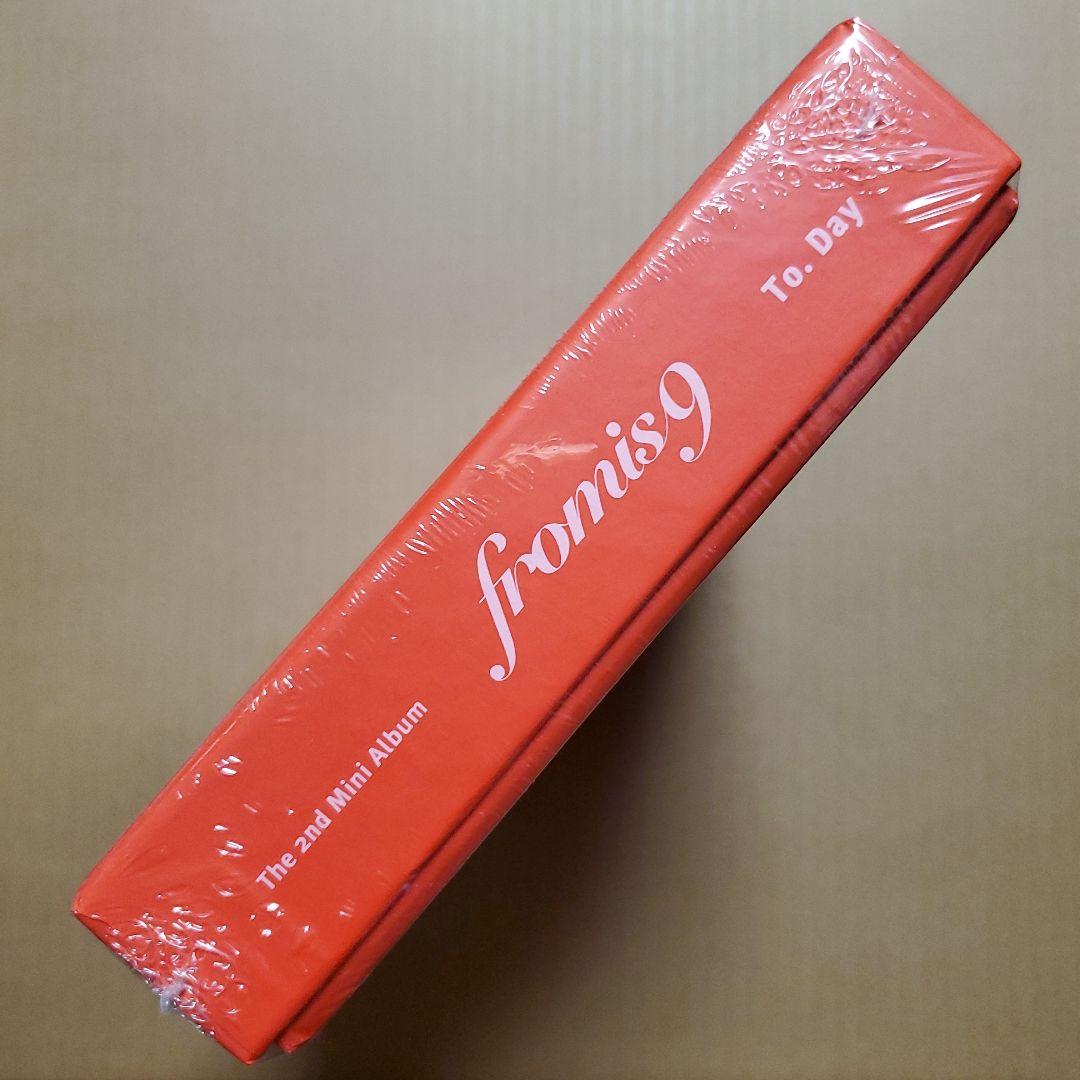 The 2nd Mini Album
fromis9
To. Day